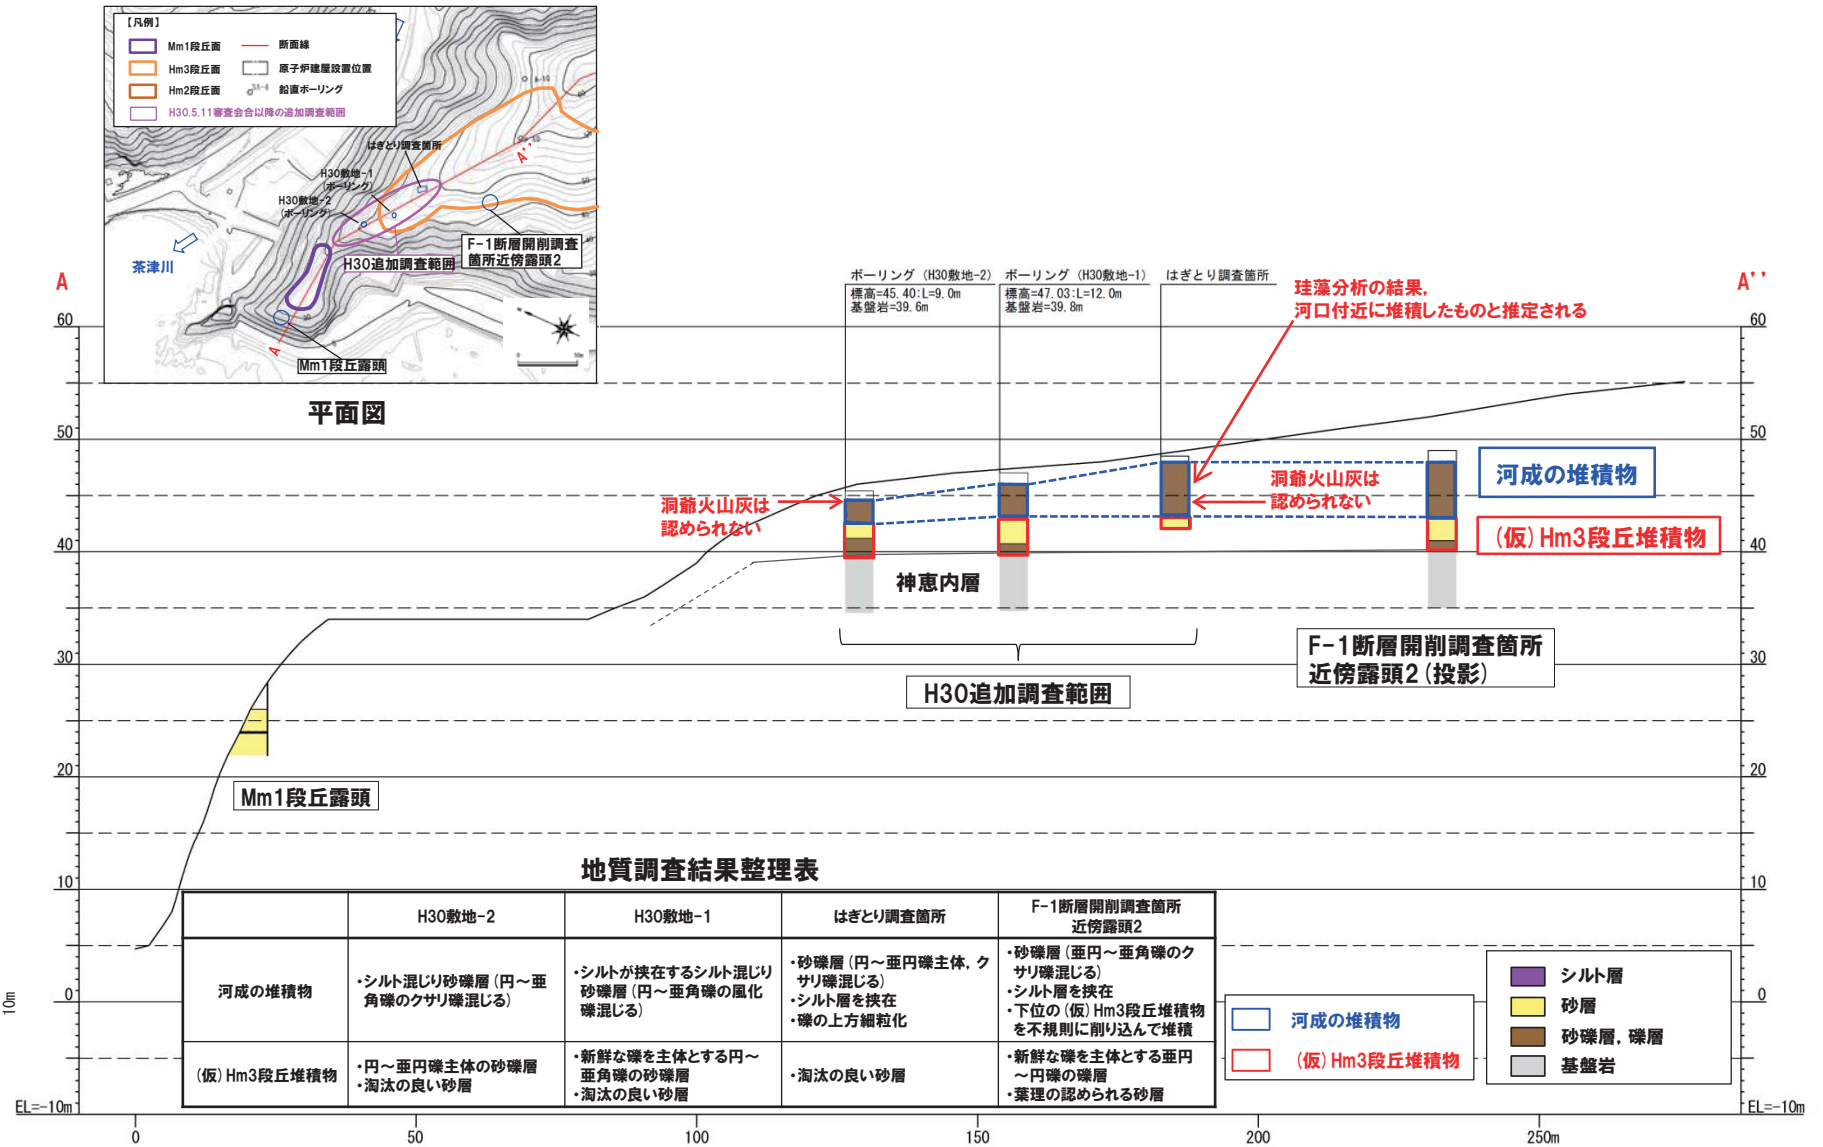 【凡例】
Mm1段丘面
断面線
Hm3段丘面
原子炉建屋設置位置
Hm2段丘面
鉛直ボーリング
H30.5.11審査会合以降の追加調査範囲
はぎとり調査箇所
H30敷地-1
(ボーリング)
H30敷地-2
(ボーリング)
A''
F-1断層開削調査
箇所近傍露頭2
H30追加調査範囲
茶津川
A
Mm1段丘露頭
0
50m
平面図
A
A''
ボーリング (H30敷地-2)
標高=45.40:L=9.0m
基盤岩=39.6m
ボーリング (H30敷地-1)
標高=47.03:L=12.0m
基盤岩=39.8m
はぎとり調査箇所
珪藻分析の結果,
河口付近に堆積したものと推定される
60
60
50
50
40
40
30
30
20
20
10
10
0
0
10m
EL=-10m
EL=-10m
洞爺火山灰は
認められない
洞爺火山灰は
認められない
河成の堆積物
(仮)Hm3段丘堆積物
神恵内層
H30追加調査範囲
F-1断層開削調査箇所
近傍露頭2(投影)
Mm1段丘露頭
地質調査結果整理表
H30敷地-2
H30敷地-1
はぎとり調査箇所
F-1断層開削調査箇所
近傍露頭2
河成の堆積物
・シルト混じり砂礫層(円~亜
角礫のクサリ礫混じる)
・シルトが挟在するシルト混じり
砂礫層(円~亜角礫の風化
礫混じる)
・砂礫層(円~亜円礫主体,ク
サリ礫混じる)
・シルト層を挟在
・礫の上方細粒化
・砂礫層(亜円~亜角礫のク
サリ礫混じる)
・シルト層を挟在
・下位の(仮)Hm3段丘堆積物
を不規則に削り込んで堆積
(仮)Hm3段丘堆積物
・円~亜円礫主体の砂礫層
・淘汰の良い砂層
・新鮮な礫を主体とする円~
亜角礫の砂礫層
・淘汰の良い砂層
・淘汰の良い砂層
・新鮮な礫を主体とする亜円
~円礫の礫層
・葉理の認められる砂層
河成の堆積物
(仮)Hm3段丘堆積物
シルト層
砂層
砂礫層,礫層
基盤岩
0
50
100
150
200
250m